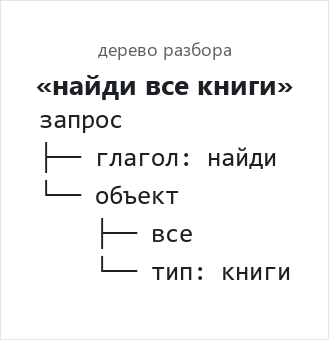 дерево разбора
«найди все книги»
запрос
├── глагол: найди
└── объект
    ├── все
    └── тип: книги